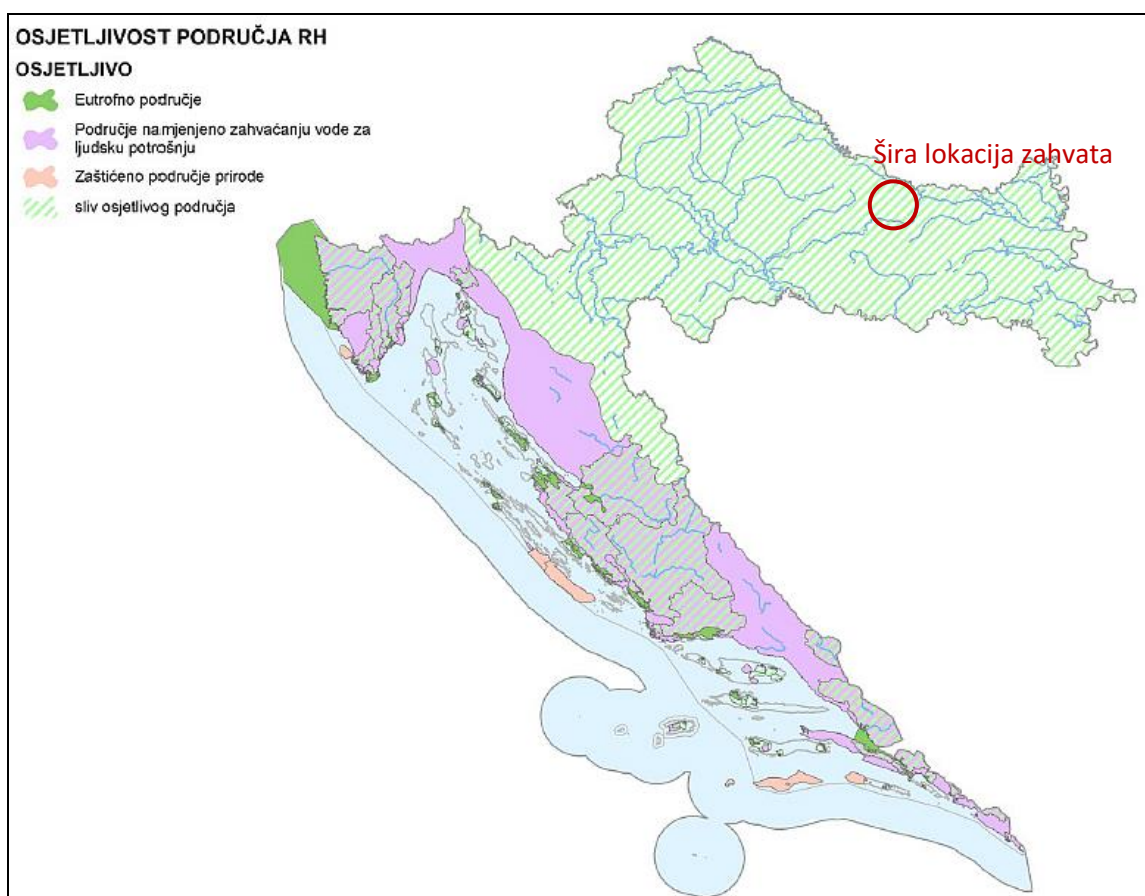 OSJETLJIVOST PODRUČJA RH
OSJETLJIVO
Eutrofno područje
Područje namjenjeno zahvaćanju vode za
ljudsku potrošnju
Zaštićeno područje prirode
sliv osjetlivog područja
Šira lokacija zahvata